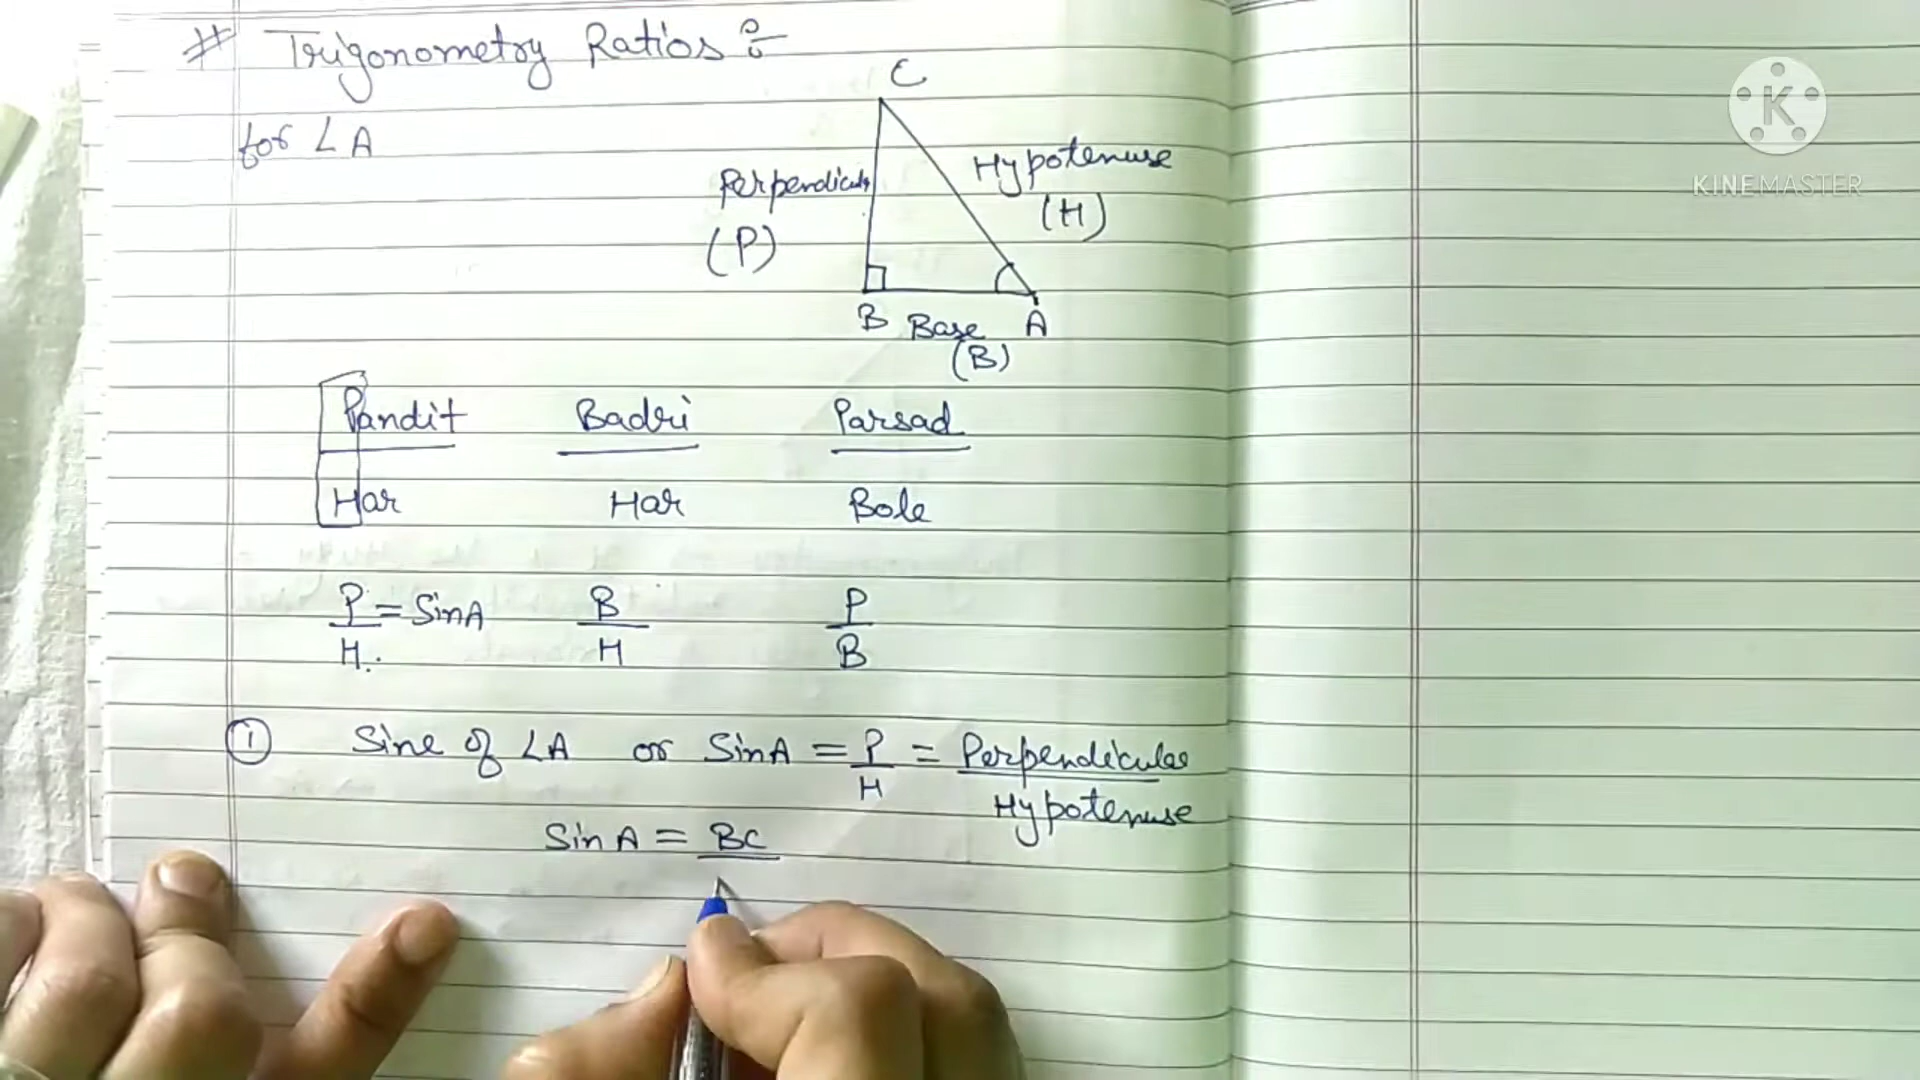 # Trigonometry Ratios :-
for ∠A
C
Perpendicular
(P)
Hypotenuse
(H)
B Base A
(B)
Pandit Badri Parsad
Har Har Bole
P/H = SinA B/H P/B
(i) Sine of ∠A or SinA = P/H = Perpendicular/Hypotenuse
Sin A = BC
K
KINEMASTER